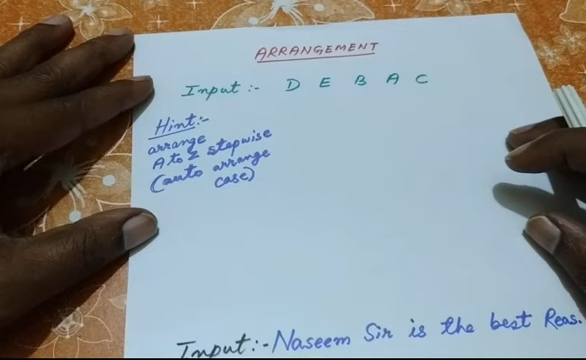 ARRANGEMENT
Input :- D E B A C
Hint:-
arrange
A to Z stepwise
(auto arrange
case)
Input:- Naseem Sir is the best Reas.